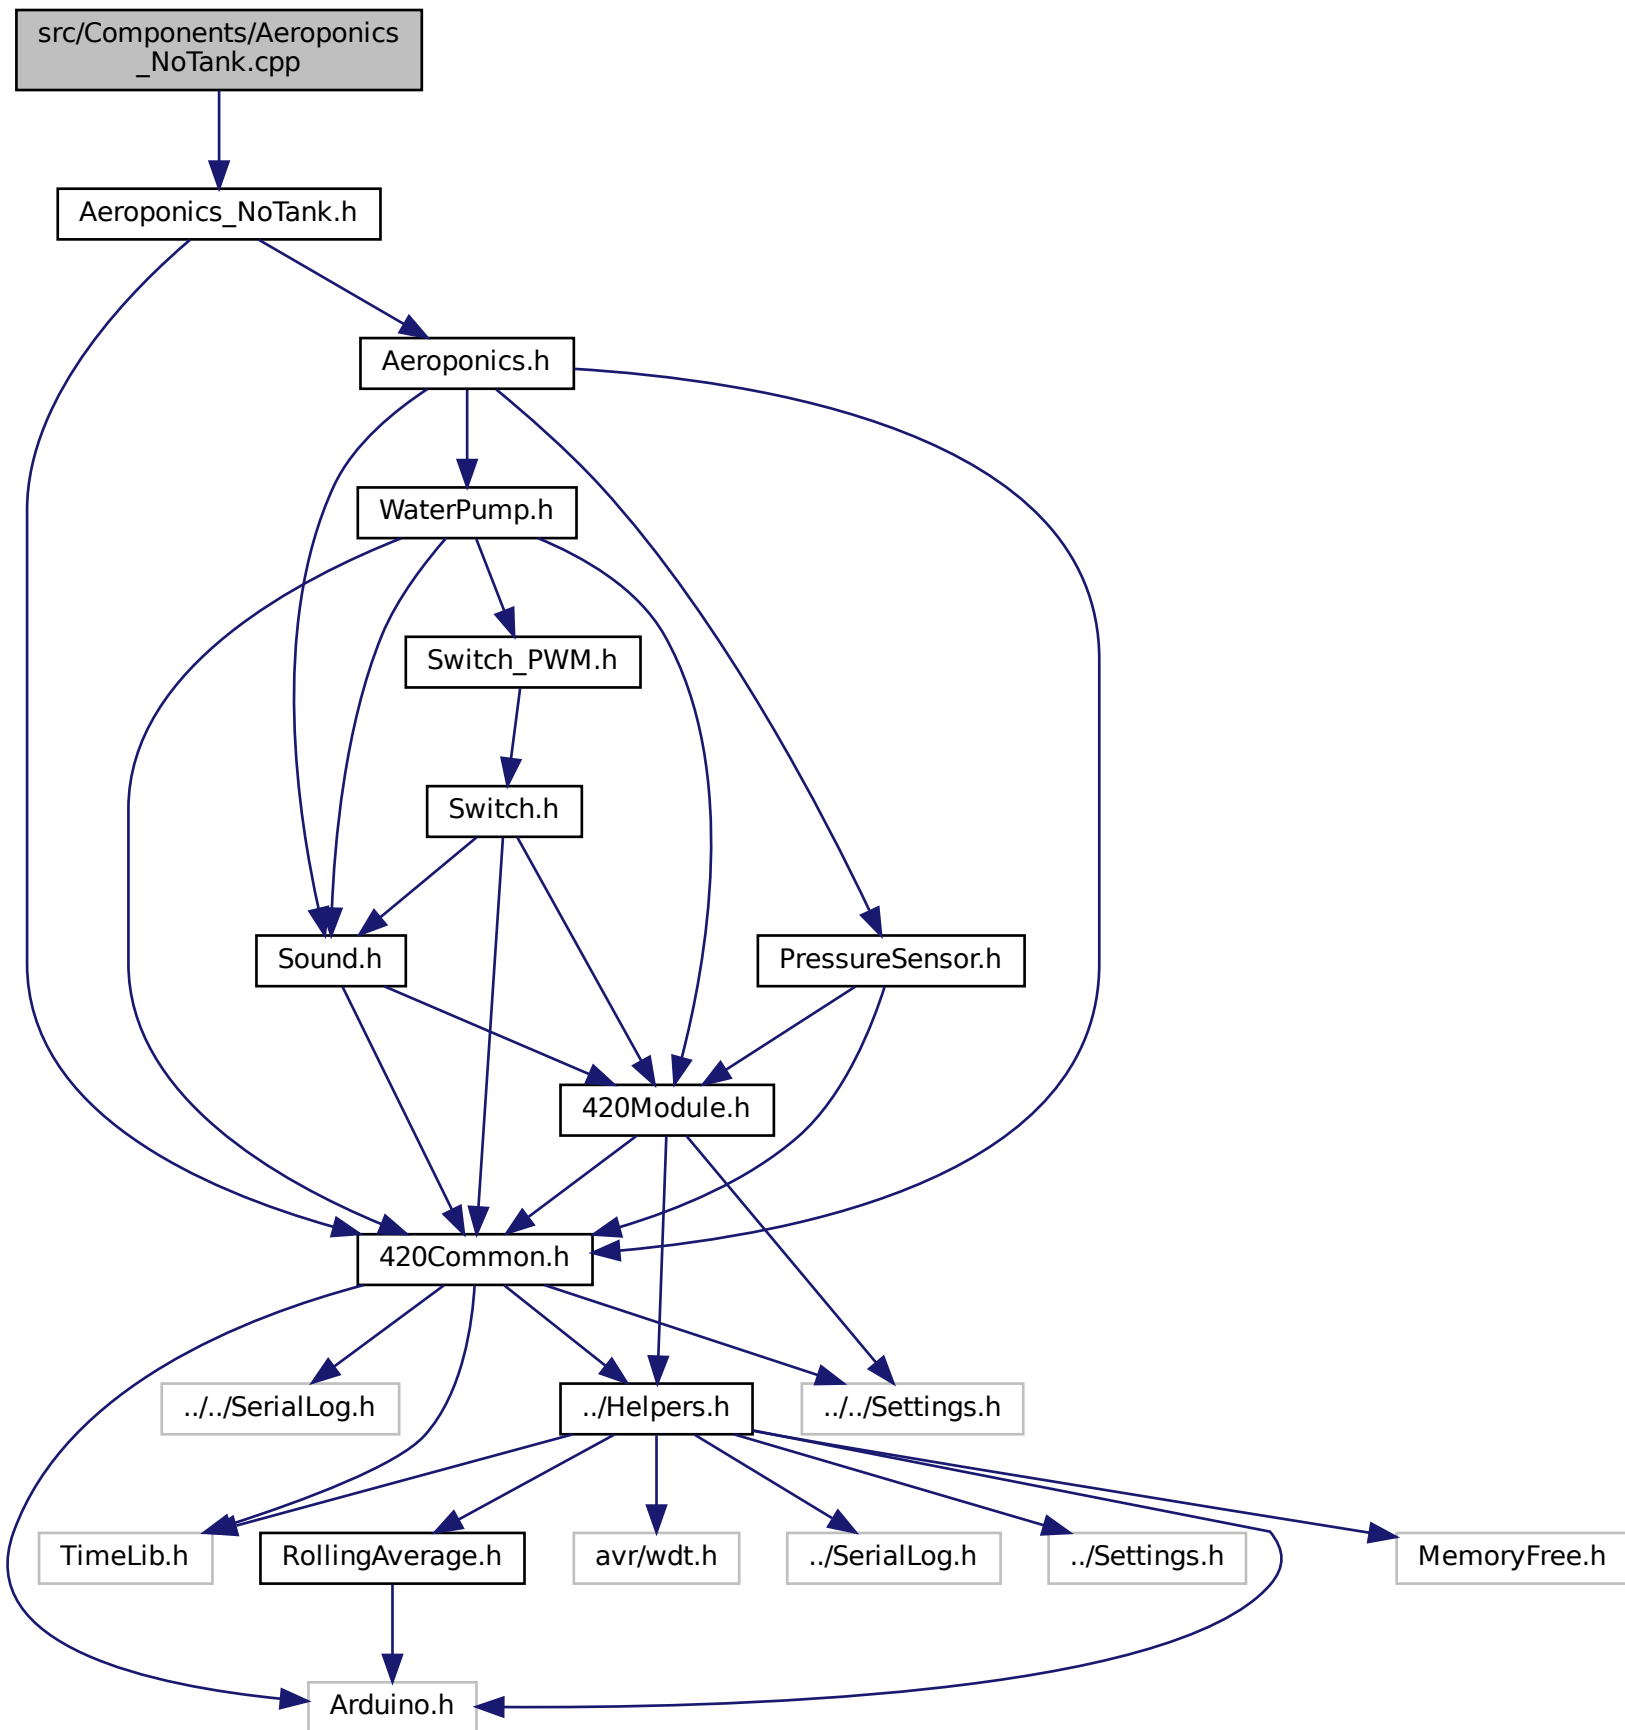 src/Components/Aeroponics
_NoTank.cpp
Aeroponics_NoTank.h
Aeroponics.h
WaterPump.h
Switch_PWM.h
Switch.h
Sound.h
PressureSensor.h
420Module.h
420Common.h
../../SerialLog.h
../Helpers.h
../../Settings.h
TimeLib.h
RollingAverage.h
avr/wdt.h
../SerialLog.h
../Settings.h
MemoryFree.h
Arduino.h